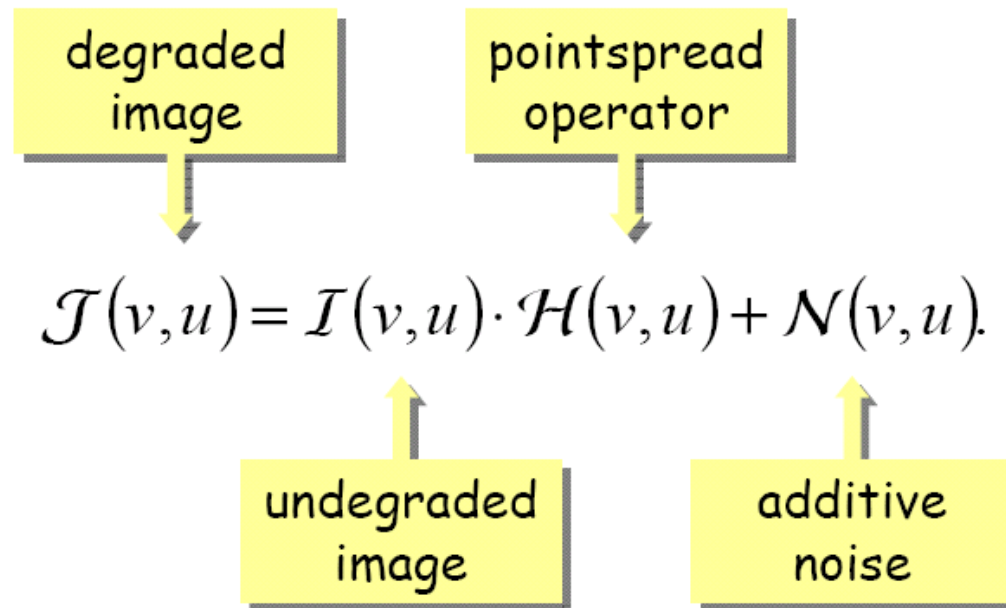 degraded
image
pointspread
operator
𝒥(v,u) = ℐ(v,u) · ℋ(v,u) + 𝒩(v,u).
undegraded
image
additive
noise